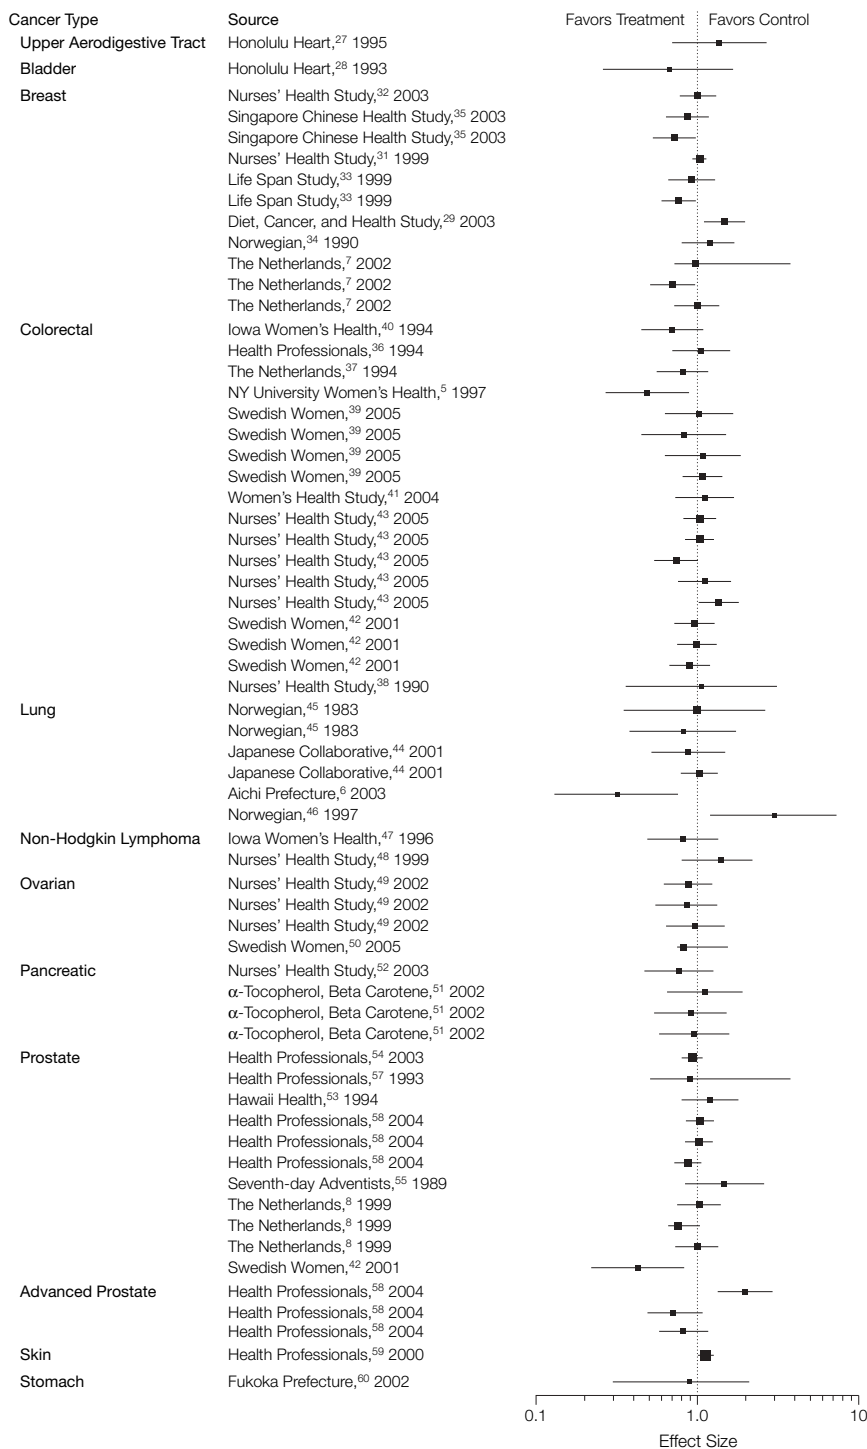 Cancer Type Source Favors Treatment Favors Control
Upper Aerodigestive Tract Honolulu Heart,27 1995
Bladder Honolulu Heart,28 1993
Breast Nurses’ Health Study,32 2003
Singapore Chinese Health Study,35 2003
Singapore Chinese Health Study,35 2003
Nurses’ Health Study,31 1999
Life Span Study,33 1999
Life Span Study,33 1999
Diet, Cancer, and Health Study,29 2003
Norwegian,34 1990
The Netherlands,7 2002
The Netherlands,7 2002
The Netherlands,7 2002
Colorectal Iowa Women’s Health,40 1994
Health Professionals,36 1994
The Netherlands,37 1994
NY University Women’s Health,5 1997
Swedish Women,39 2005
Swedish Women,39 2005
Swedish Women,39 2005
Swedish Women,39 2005
Women’s Health Study,41 2004
Nurses’ Health Study,43 2005
Nurses’ Health Study,43 2005
Nurses’ Health Study,43 2005
Nurses’ Health Study,43 2005
Nurses’ Health Study,43 2005
Swedish Women,42 2001
Swedish Women,42 2001
Swedish Women,42 2001
Nurses’ Health Study,38 1990
Lung Norwegian,45 1983
Norwegian,45 1983
Japanese Collaborative,44 2001
Japanese Collaborative,44 2001
Aichi Prefecture,6 2003
Norwegian,46 1997
Non-Hodgkin Lymphoma Iowa Women’s Health,47 1996
Nurses’ Health Study,48 1999
Ovarian Nurses’ Health Study,49 2002
Nurses’ Health Study,49 2002
Nurses’ Health Study,49 2002
Swedish Women,50 2005
Pancreatic Nurses’ Health Study,52 2003
α-Tocopherol, Beta Carotene,51 2002
α-Tocopherol, Beta Carotene,51 2002
α-Tocopherol, Beta Carotene,51 2002
Prostate Health Professionals,54 2003
Health Professionals,57 1993
Hawaii Health,53 1994
Health Professionals,58 2004
Health Professionals,58 2004
Health Professionals,58 2004
Seventh-day Adventists,55 1989
The Netherlands,8 1999
The Netherlands,8 1999
The Netherlands,8 1999
Swedish Women,42 2001
Advanced Prostate Health Professionals,58 2004
Health Professionals,58 2004
Health Professionals,58 2004
Skin Health Professionals,59 2000
Stomach Fukoka Prefecture,60 2002
0.1 1.0 10
Effect Size